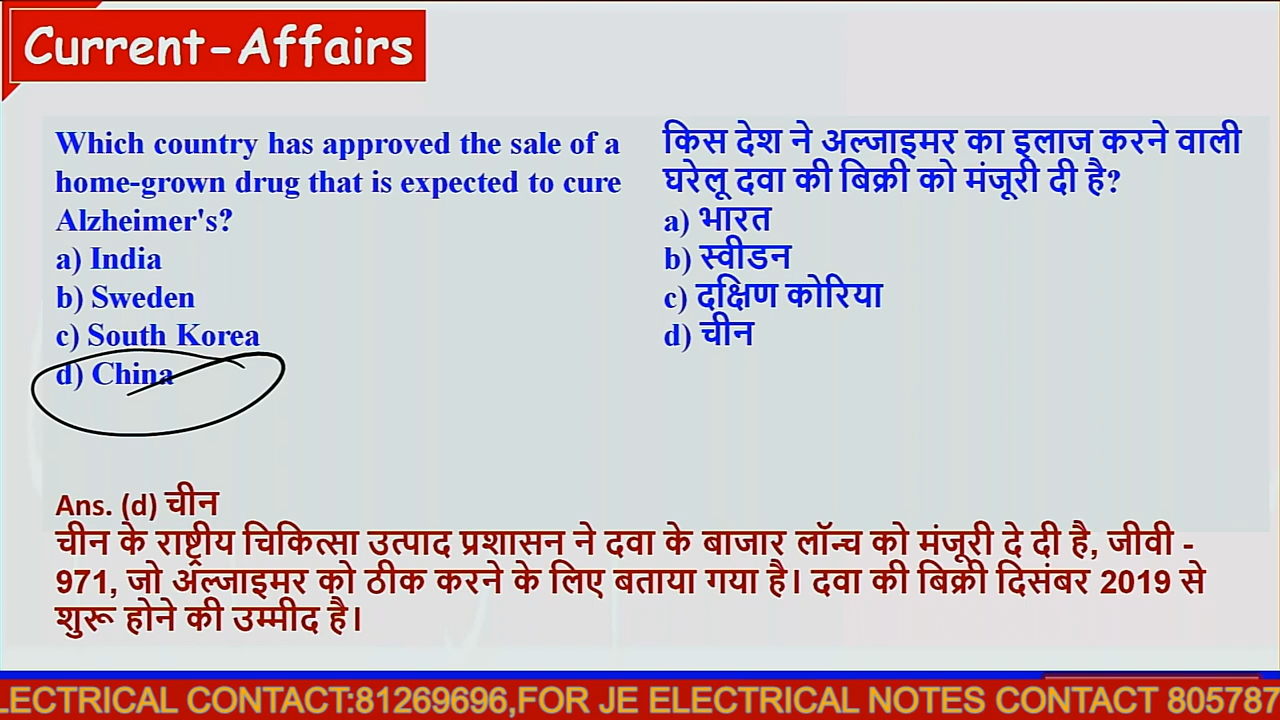 Current-Affairs
Which country has approved the sale of a
home-grown drug that is expected to cure
Alzheimer's?
a) India
b) Sweden
c) South Korea
d) China
किस देश ने अल्जाइमर का इलाज करने वाली
घरेलू दवा की बिक्री को मंजूरी दी है?
a) भारत
b) स्वीडन
c) दक्षिण कोरिया
d) चीन
Ans. (d) चीन
चीन के राष्ट्रीय चिकित्सा उत्पाद प्रशासन ने दवा के बाजार लॉन्च को मंजूरी दे दी है, जीवी -
971, जो अल्जाइमर को ठीक करने के लिए बताया गया है। दवा की बिक्री दिसंबर 2019 से
शुरू होने की उम्मीद है।
LECTRICAL CONTACT:81269696,FOR JE ELECTRICAL NOTES CONTACT 805787